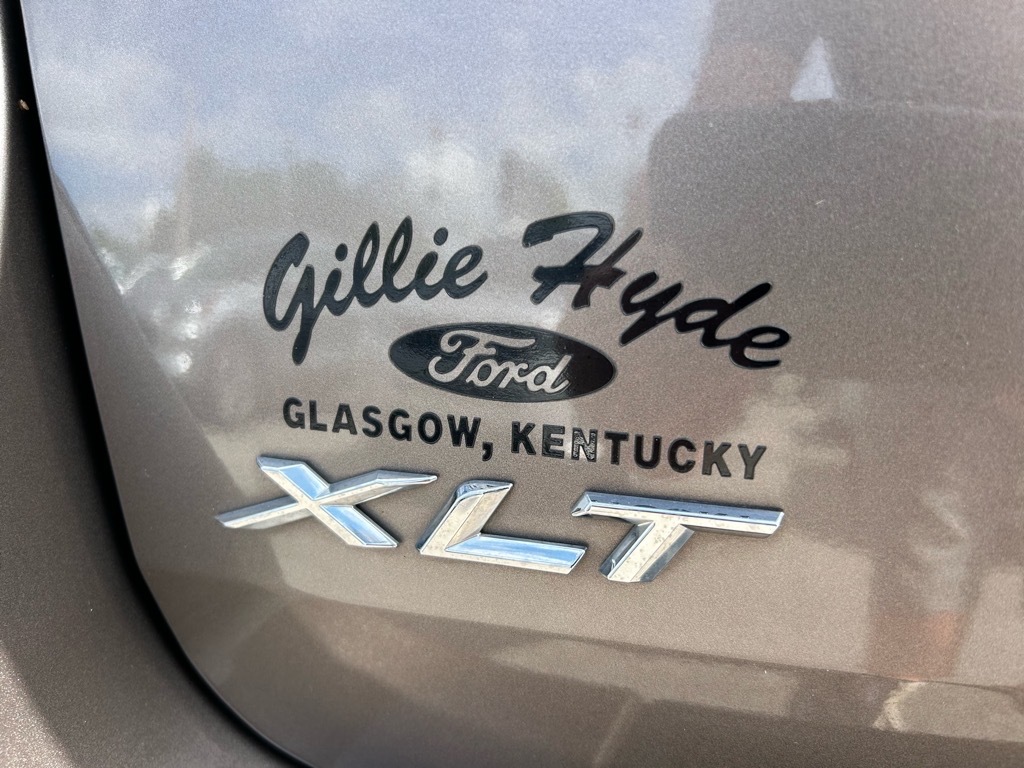 Gillie Hyde
Ford
GLASGOW, KENTUCKY
XLT